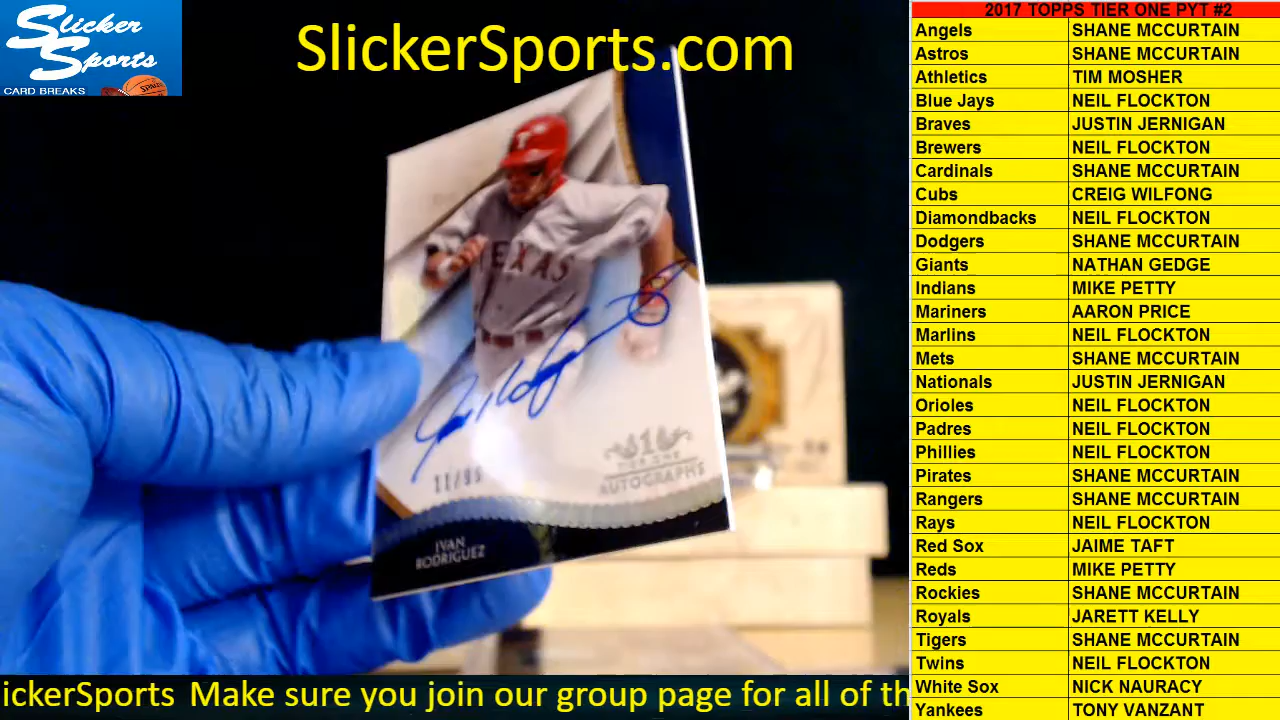 Slicker
Sports
CARD BREAKS
SlickerSports.com
TEXAS
11/99
1
TIER ONE
AUTOGRAPHS
IVAN
RODRIGUEZ
ickerSports Make sure you join our group page for all of th
2017 TOPPS TIER ONE PYT #2
Angels SHANE MCCURTAIN
Astros SHANE MCCURTAIN
Athletics TIM MOSHER
Blue Jays NEIL FLOCKTON
Braves JUSTIN JERNIGAN
Brewers NEIL FLOCKTON
Cardinals SHANE MCCURTAIN
Cubs CREIG WILFONG
Diamondbacks NEIL FLOCKTON
Dodgers SHANE MCCURTAIN
Giants NATHAN GEDGE
Indians MIKE PETTY
Mariners AARON PRICE
Marlins NEIL FLOCKTON
Mets SHANE MCCURTAIN
Nationals JUSTIN JERNIGAN
Orioles NEIL FLOCKTON
Padres NEIL FLOCKTON
Phillies NEIL FLOCKTON
Pirates SHANE MCCURTAIN
Rangers SHANE MCCURTAIN
Rays NEIL FLOCKTON
Red Sox JAIME TAFT
Reds MIKE PETTY
Rockies SHANE MCCURTAIN
Royals JARETT KELLY
Tigers SHANE MCCURTAIN
Twins NEIL FLOCKTON
White Sox NICK NAURACY
Yankees TONY VANZANT